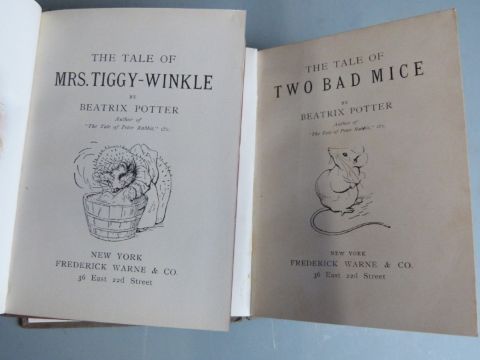 THE TALE OF
MRS. TIGGY-WINKLE
BY
BEATRIX POTTER
Author of
"The Tale of Peter Rabbit," &c.
NEW YORK
FREDERICK WARNE & CO.
36 East 22d Street
THE TALE OF
TWO BAD MICE
BY
BEATRIX POTTER
Author of
"The Tale of Peter Rabbit," &c.
NEW YORK
FREDERICK WARNE & CO.
36 East 22d Street